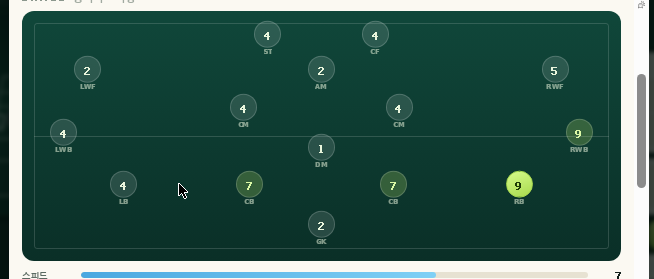 4 4
ST CF
2 2 5
LWF AM RWF
4 4
CM CM
4 9
LWB RWB
1
DM
4 7 7 9
LB CB CB RB
2
GK
스피드 7